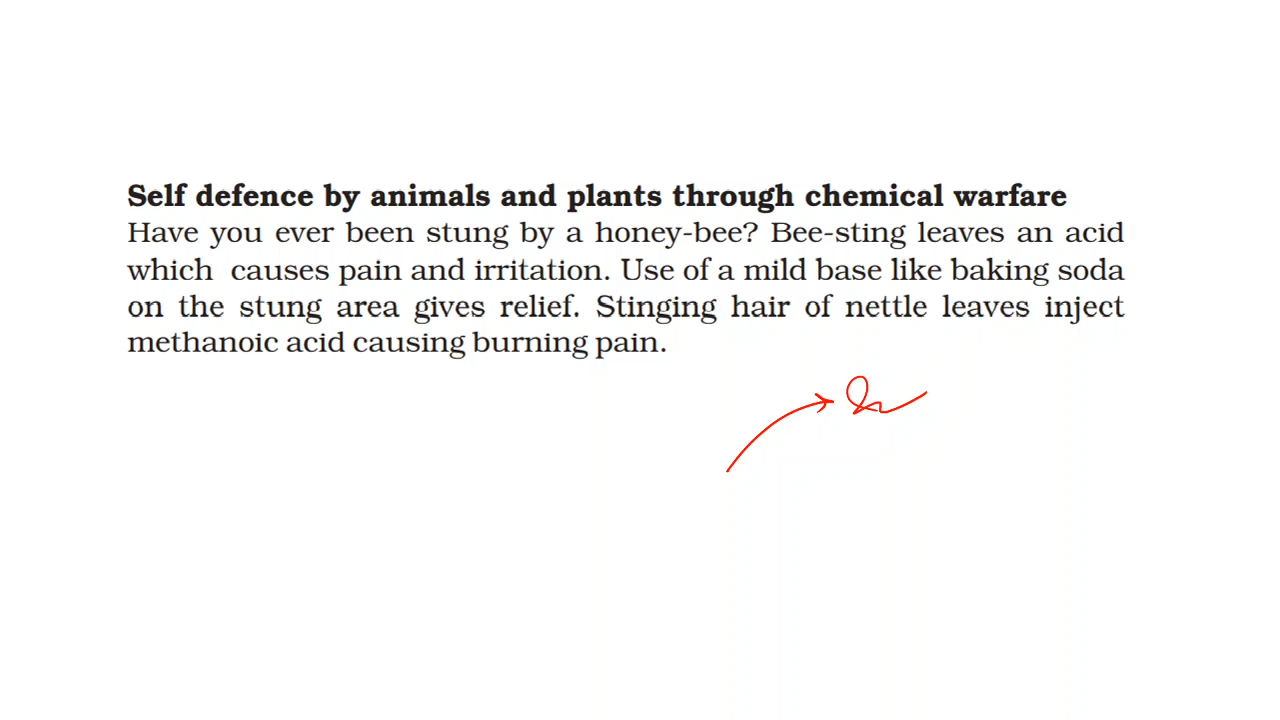 Self defence by animals and plants through chemical warfare
Have you ever been stung by a honey-bee? Bee-sting leaves an acid
which causes pain and irritation. Use of a mild base like baking soda
on the stung area gives relief. Stinging hair of nettle leaves inject
methanoic acid causing burning pain.